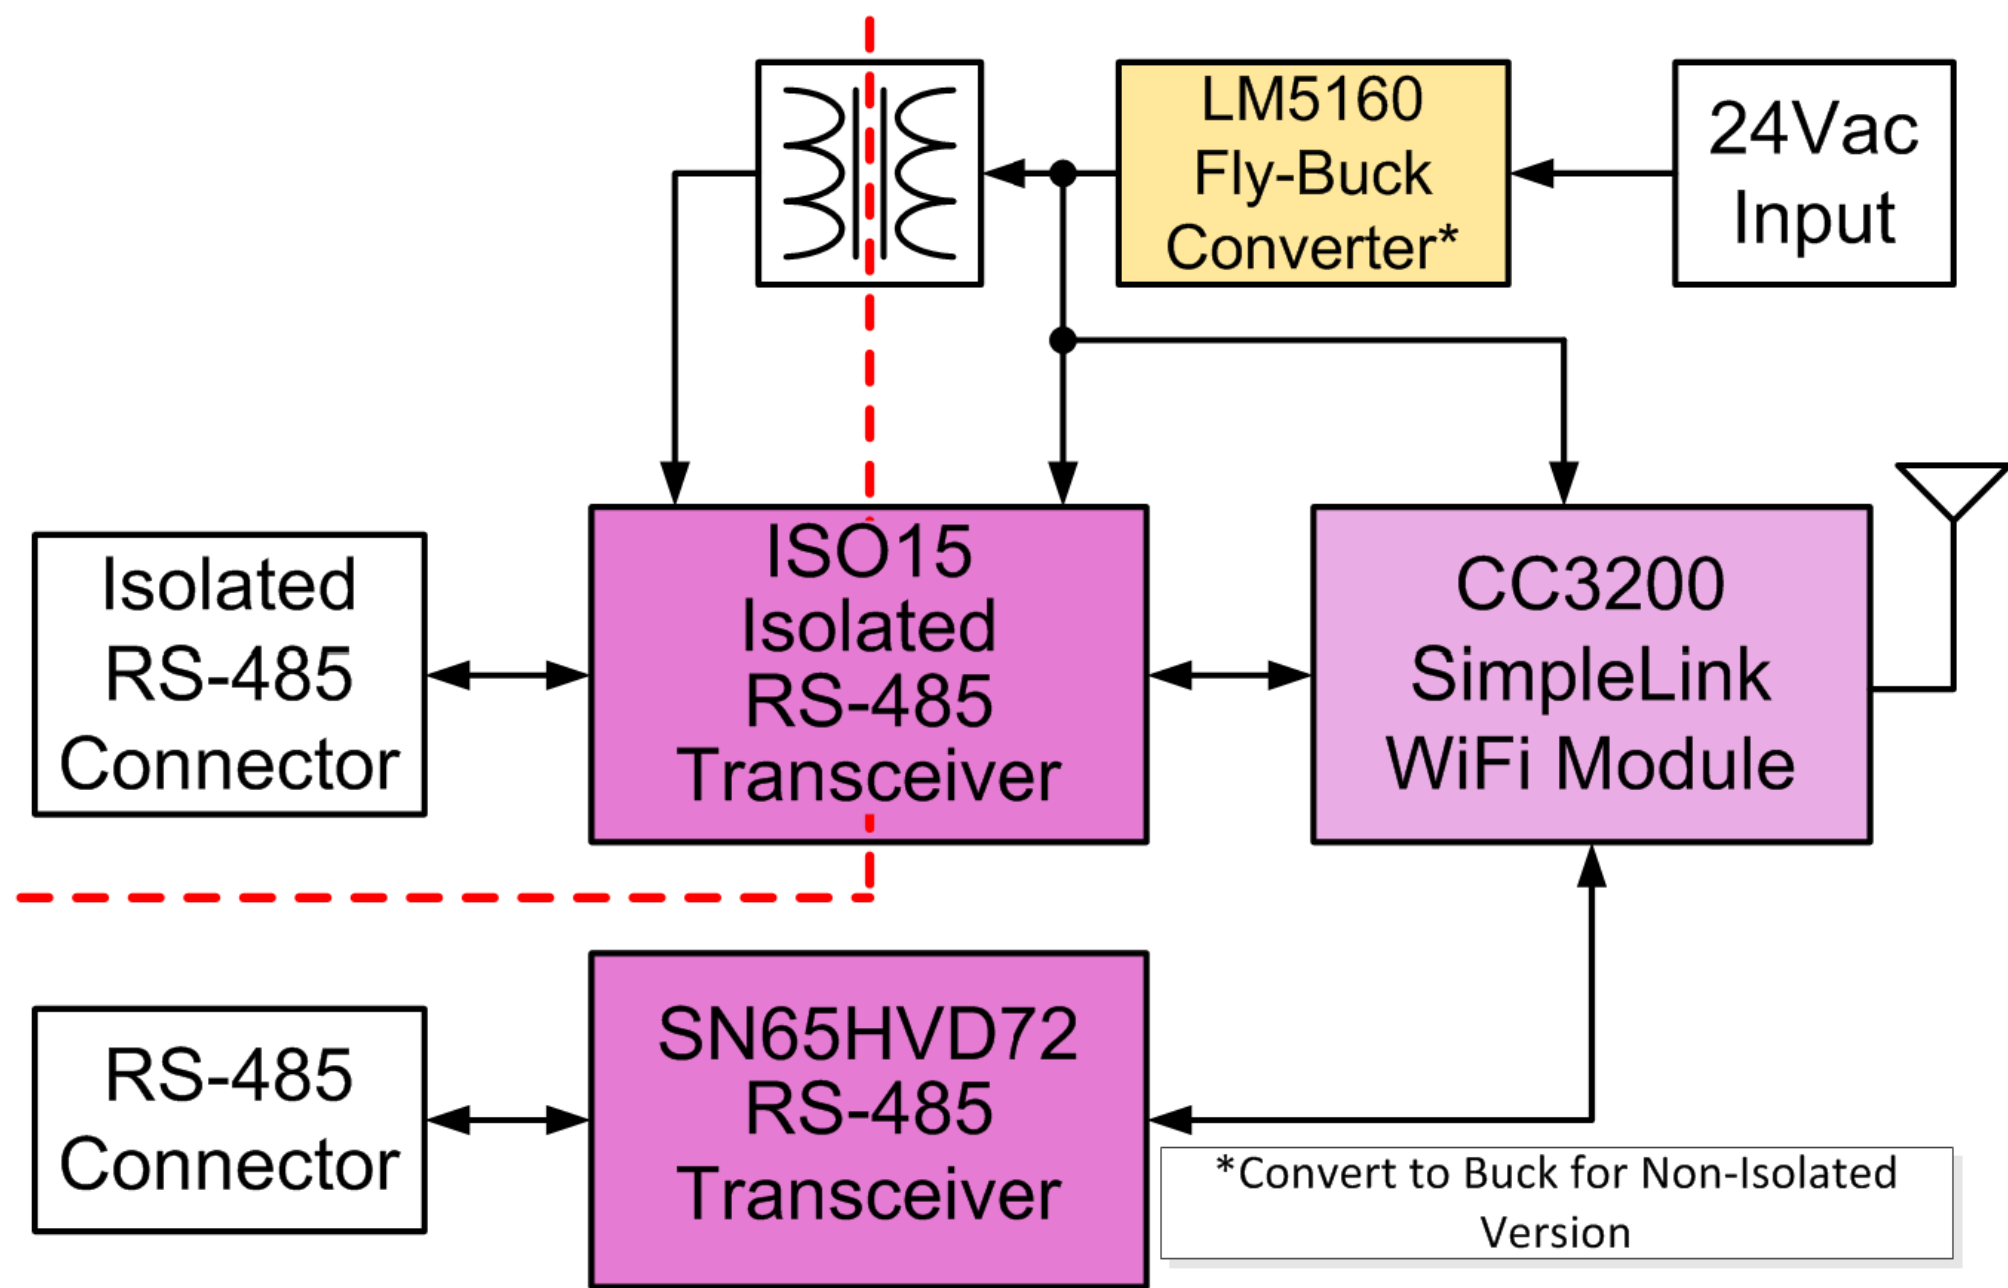 LM5160
Fly-Buck
Converter*
24Vac
Input
Isolated
RS-485
Connector
ISO15
Isolated
RS-485
Transceiver
CC3200
SimpleLink
WiFi Module
RS-485
Connector
SN65HVD72
RS-485
Transceiver
*Convert to Buck for Non-Isolated
Version